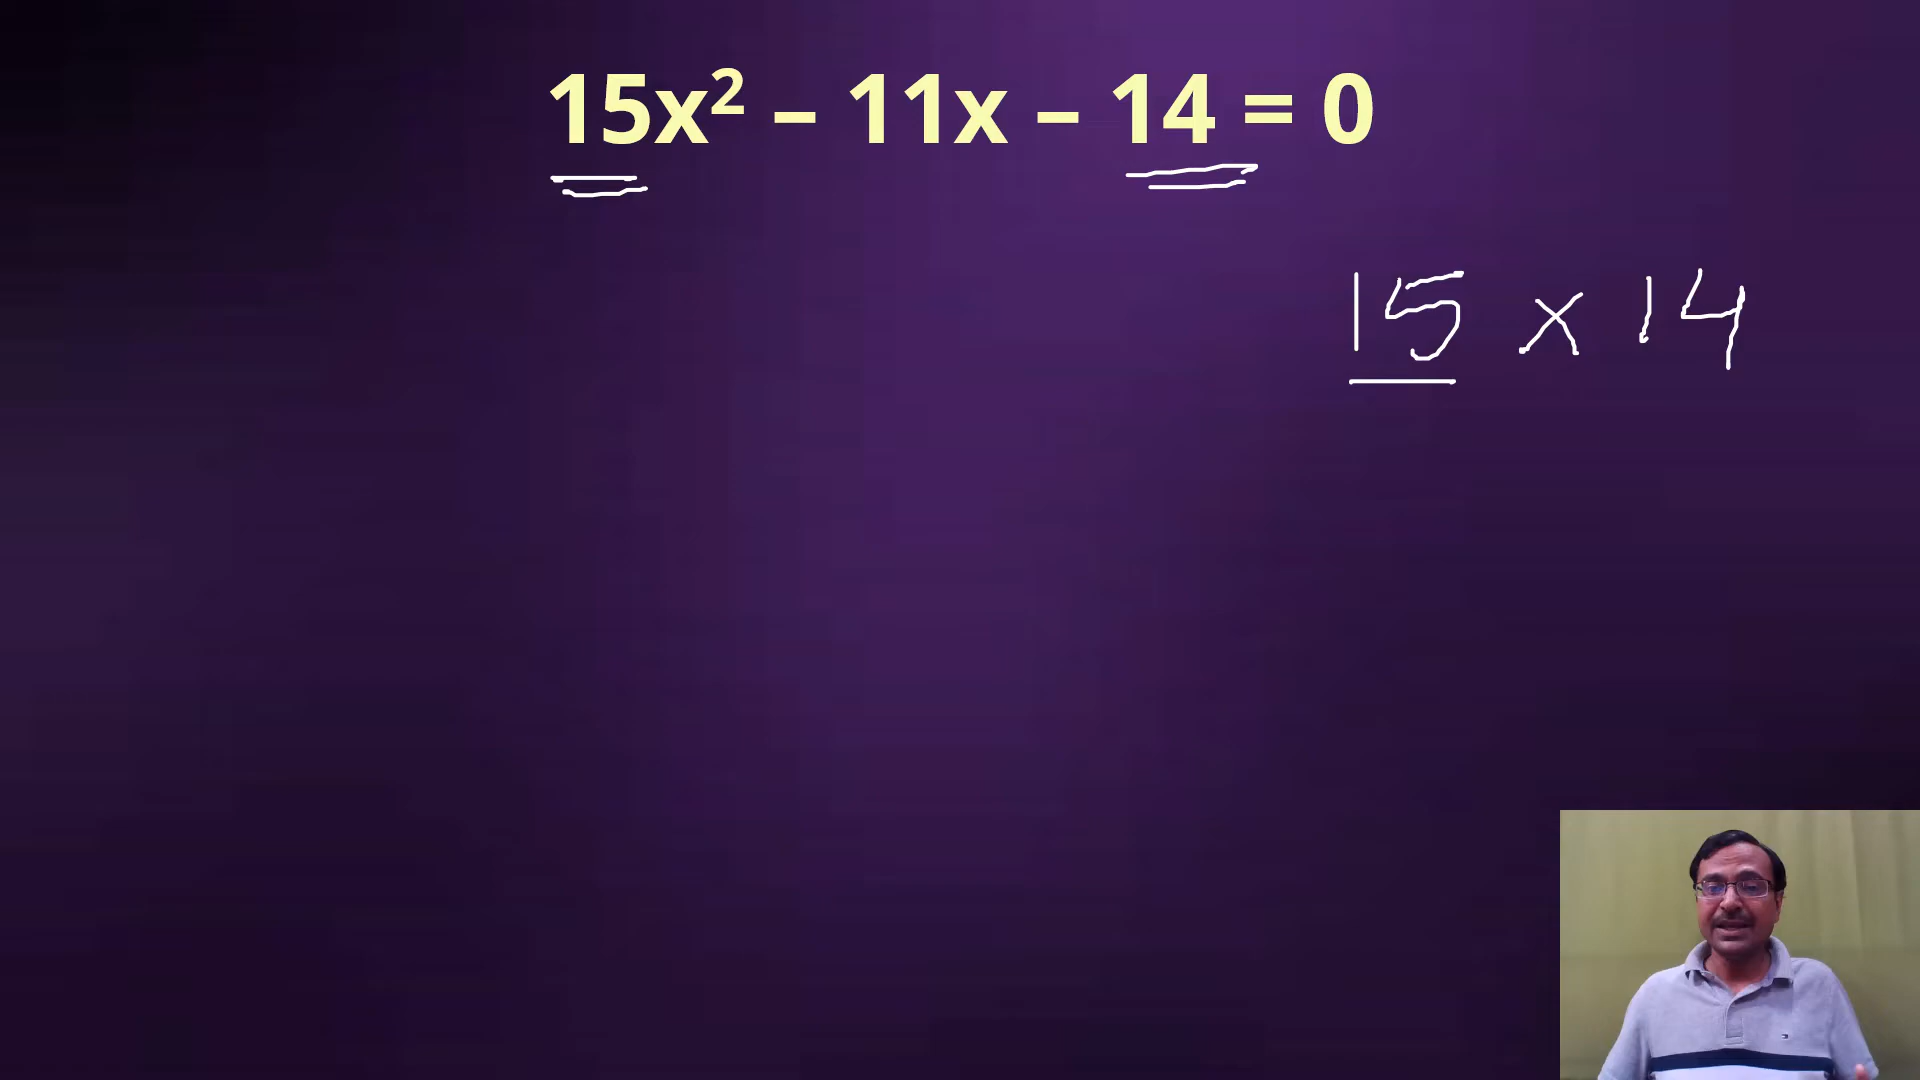 15x² – 11x – 14 = 0
15 × 14